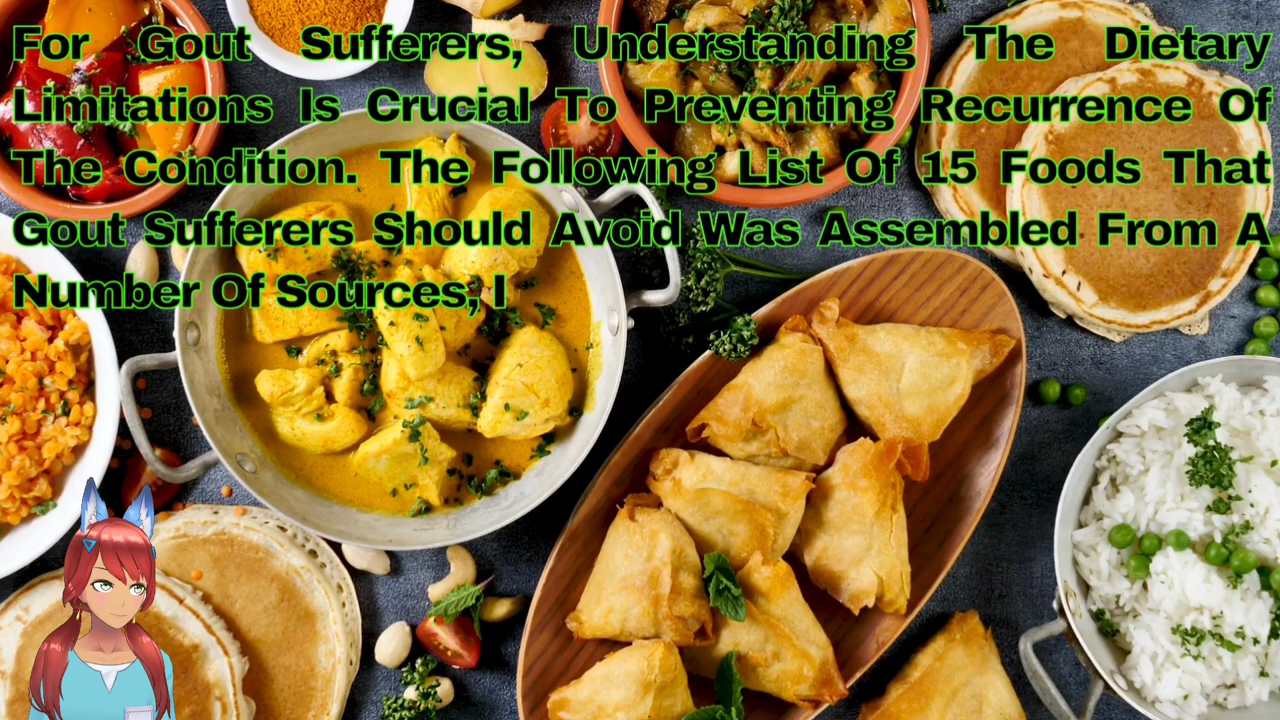 For Gout Sufferers, Understanding The Dietary
Limitations Is Crucial To Preventing Recurrence Of
The Condition. The Following List Of 15 Foods That
Gout Sufferers Should Avoid Was Assembled From A
Number Of Sources, I